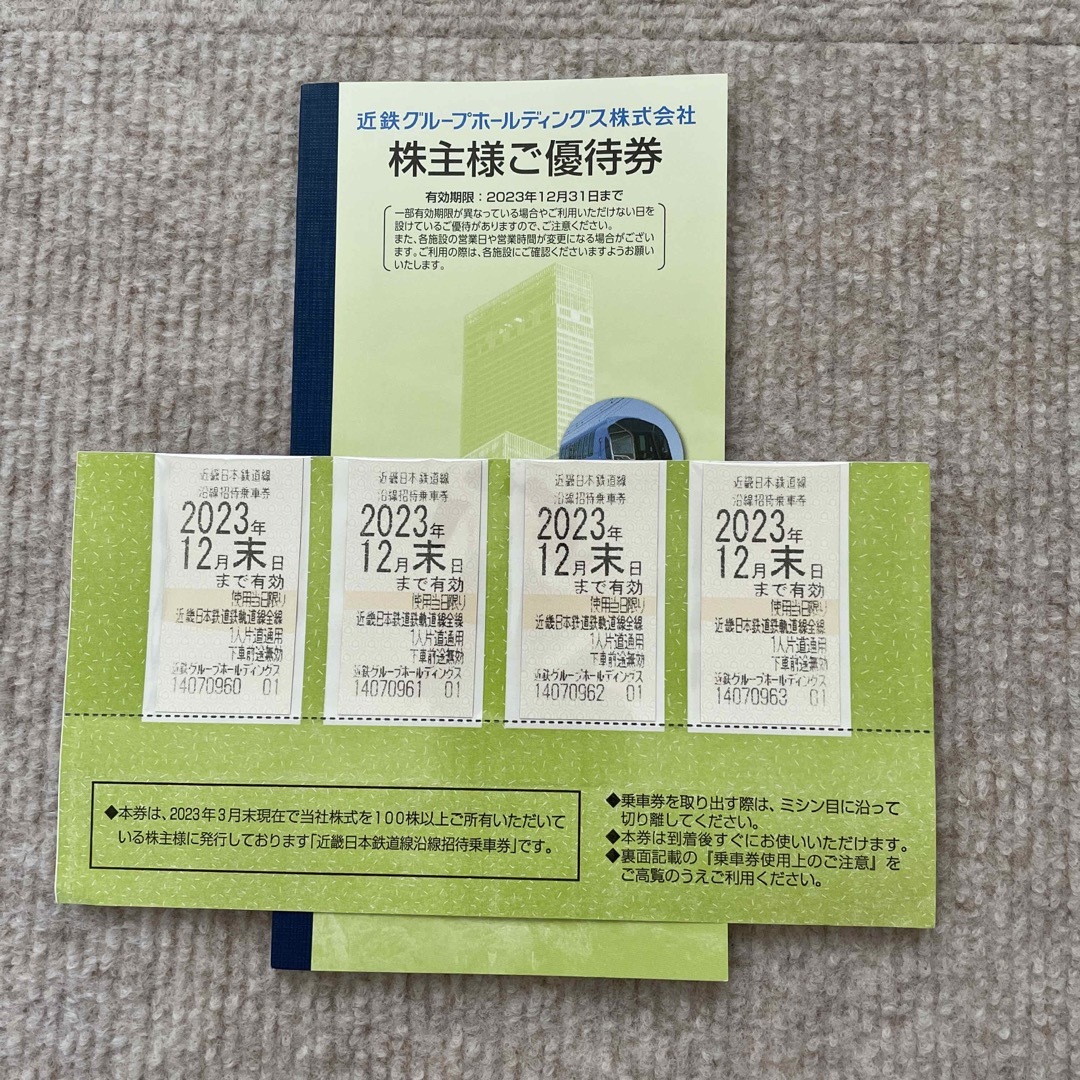 近鉄グループホールディングス株式会社
株主様ご優待券
有効期限：2023年12月31日まで
一部有効期限が異なっている場合やご利用いただけない日を
設けているご優待がありますので、ご注意ください。
また、各施設の営業日や営業時間が変更になる場合がござい
ます。ご利用の際は、各施設にご確認くださいますようお願い
いたします。
近畿日本鉄道線
沿線招待乗車券
2023年
12月末日
まで有効
使用当日限り
近畿日本鉄道鉄軌道線全線
1人片道通用
下車前途無効
近鉄グループホールディングス
14070960 01
近畿日本鉄道線
沿線招待乗車券
2023年
12月末日
まで有効
使用当日限り
近畿日本鉄道鉄軌道線全線
1人片道通用
下車前途無効
近鉄グループホールディングス
14070961 01
近畿日本鉄道線
沿線招待乗車券
2023年
12月末日
まで有効
使用当日限り
近畿日本鉄道鉄軌道線全線
1人片道通用
下車前途無効
近鉄グループホールディングス
14070962 01
近畿日本鉄道線
沿線招待乗車券
2023年
12月末日
まで有効
使用当日限り
近畿日本鉄道鉄軌道線全線
1人片道通用
下車前途無効
近鉄グループホールディングス
14070963 01
◆本券は、2023年3月末現在で当社株式を100株以上ご所有いただいて
いる株主様に発行しております「近畿日本鉄道線沿線招待乗車券」です。
◆乗車券を取り出す際は、ミシン目に沿って
切り離してください。
◆本券は到着後すぐにお使いいただけます。
◆裏面記載の『乗車券使用上のご注意』を
ご高覧のうえご利用ください。